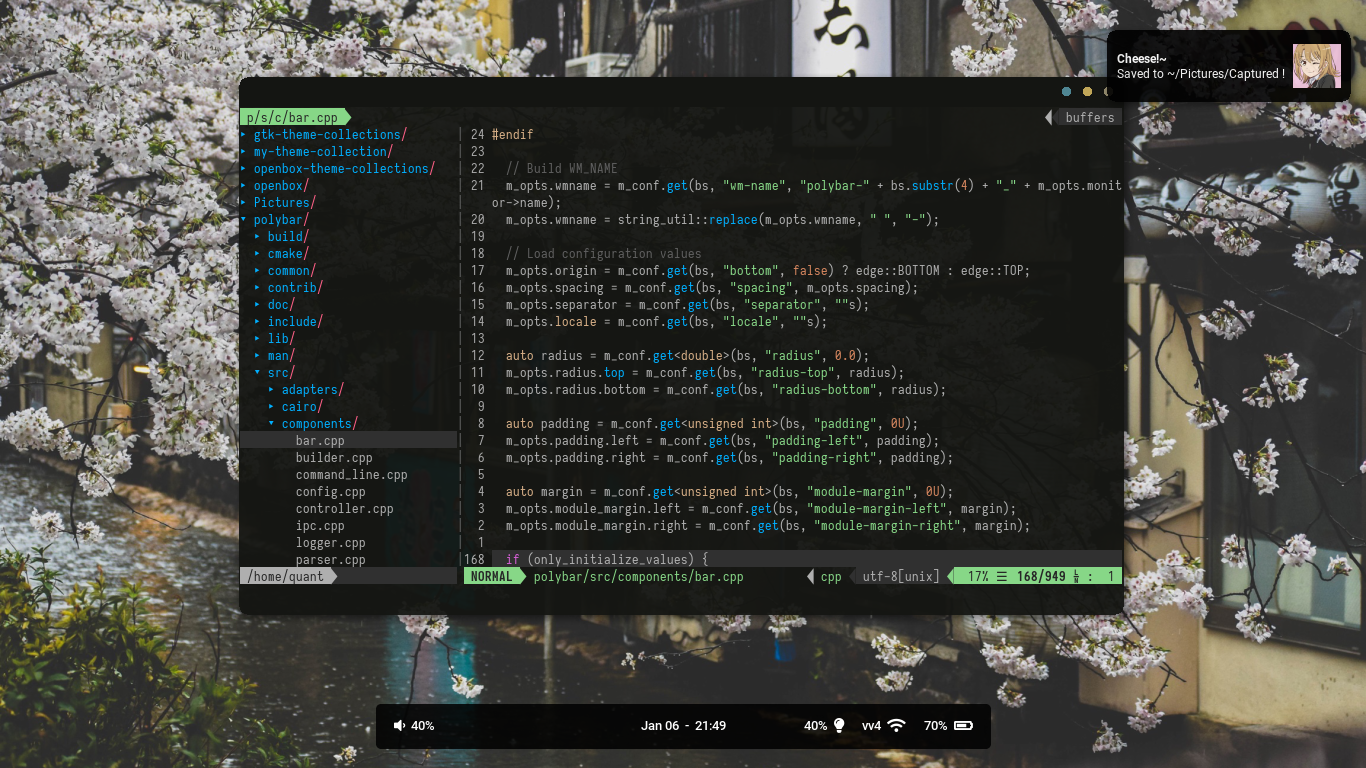 志
Cheese!~
Saved to ~/Pictures/Captured !
p/s/c/bar.cpp
buffers
▸ gtk-theme-collections/
▸ my-theme-collection/
▸ openbox-theme-collections/
▸ openbox/
▸ Pictures/
▾ polybar/
▸ build/
▸ cmake/
▸ common/
▸ contrib/
▸ doc/
▸ include/
▸ lib/
▸ man/
▾ src/
▸ adapters/
▸ cairo/
▾ components/
bar.cpp
builder.cpp
command_line.cpp
config.cpp
controller.cpp
ipc.cpp
logger.cpp
parser.cpp
/home/quant
24 #endif
23
22 // Build WM_NAME
21 m_opts.wmname = m_conf.get(bs, "wm-name", "polybar-" + bs.substr(4) + "_" + m_opts.monit
or->name);
20 m_opts.wmname = string_util::replace(m_opts.wmname, " ", "-");
19
18 // Load configuration values
17 m_opts.origin = m_conf.get(bs, "bottom", false) ? edge::BOTTOM : edge::TOP;
16 m_opts.spacing = m_conf.get(bs, "spacing", m_opts.spacing);
15 m_opts.separator = m_conf.get(bs, "separator", ""s);
14 m_opts.locale = m_conf.get(bs, "locale", ""s);
13
12 auto radius = m_conf.get<double>(bs, "radius", 0.0);
11 m_opts.radius.top = m_conf.get(bs, "radius-top", radius);
10 m_opts.radius.bottom = m_conf.get(bs, "radius-bottom", radius);
9
8 auto padding = m_conf.get<unsigned int>(bs, "padding", 0U);
7 m_opts.padding.left = m_conf.get(bs, "padding-left", padding);
6 m_opts.padding.right = m_conf.get(bs, "padding-right", padding);
5
4 auto margin = m_conf.get<unsigned int>(bs, "module-margin", 0U);
3 m_opts.module_margin.left = m_conf.get(bs, "module-margin-left", margin);
2 m_opts.module_margin.right = m_conf.get(bs, "module-margin-right", margin);
1
168 if (only_initialize_values) {
NORMAL polybar/src/components/bar.cpp cpp utf-8[unix] 17% ☰ 168/949 ㏑ : 1
40% Jan 06 - 21:49 40% vv4 70%